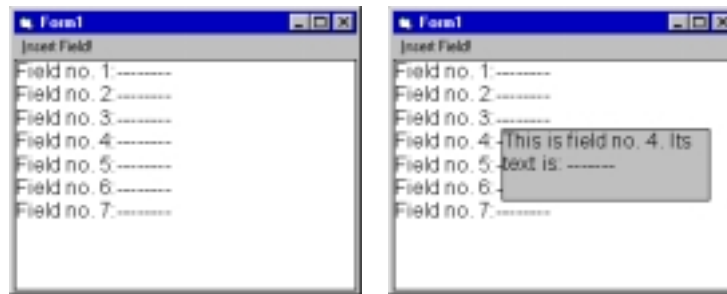 Form1
Insert Field!
Field no. 1:---------
Field no. 2:---------
Field no. 3:---------
Field no. 4:---------
Field no. 5:---------
Field no. 6:---------
Field no. 7:---------
Form1
Insert Field!
Field no. 1:---------
Field no. 2:---------
Field no. 3:---------
Field no. 4:-
This is field no. 4. Its
Field no. 5:-
text is: --------
Field no. 6:-
Field no. 7:---------